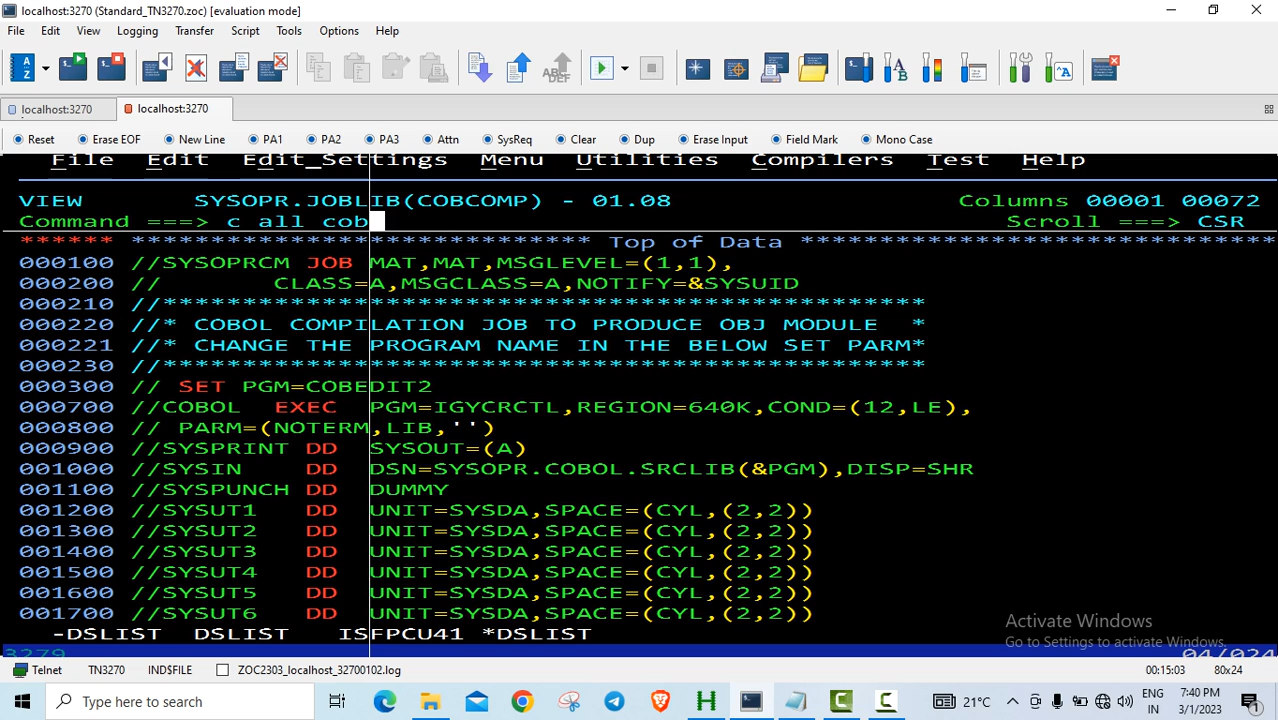 localhost:3270 (Standard_TN3270.zoc) [evaluation mode]
File Edit View Logging Transfer Script Tools Options Help
localhost:3270 localhost:3270
Reset Erase EOF New Line PA1 PA2 PA3 Attn SysReq Clear Dup Erase Input Field Mark Mono Case
File Edit Edit_Settings Menu Utilities Compilers Test Help
VIEW SYSOPR.JOBLIB(COBCOMP) - 01.08 Columns 00001 00072
Command ===> c all cob Scroll ===> CSR
****** ***************************** Top of Data ******************************
000100 //SYSOPRCM JOB MAT,MAT,MSGLEVEL=(1,1),
000200 // CLASS=A,MSGCLASS=A,NOTIFY=&SYSUID
000210 //************************************************
000220 //* COBOL COMPILATION JOB TO PRODUCE OBJ MODULE *
000221 //* CHANGE THE PROGRAM NAME IN THE BELOW SET PARM*
000230 //************************************************
000300 // SET PGM=COBEDIT2
000700 //COBOL EXEC PGM=IGYCRCTL,REGION=640K,COND=(12,LE),
000800 // PARM=(NOTERM,LIB,'')
000900 //SYSPRINT DD SYSOUT=(A)
001000 //SYSIN DD DSN=SYSOPR.COBOL.SRCLIB(&PGM),DISP=SHR
001100 //SYSPUNCH DD DUMMY
001200 //SYSUT1 DD UNIT=SYSDA,SPACE=(CYL,(2,2))
001300 //SYSUT2 DD UNIT=SYSDA,SPACE=(CYL,(2,2))
001400 //SYSUT3 DD UNIT=SYSDA,SPACE=(CYL,(2,2))
001500 //SYSUT4 DD UNIT=SYSDA,SPACE=(CYL,(2,2))
001600 //SYSUT5 DD UNIT=SYSDA,SPACE=(CYL,(2,2))
001700 //SYSUT6 DD UNIT=SYSDA,SPACE=(CYL,(2,2))
Activate Windows
Go to Settings to activate Windows.
-DSLIST DSLIST ISFPCU41 *DSLIST
3279 04/024
Telnet TN3270 IND$FILE ZOC2303_localhost_32700102.log 00:15:03 80x24
Type here to search 21°C ENG IN 7:40 PM 3/1/2023